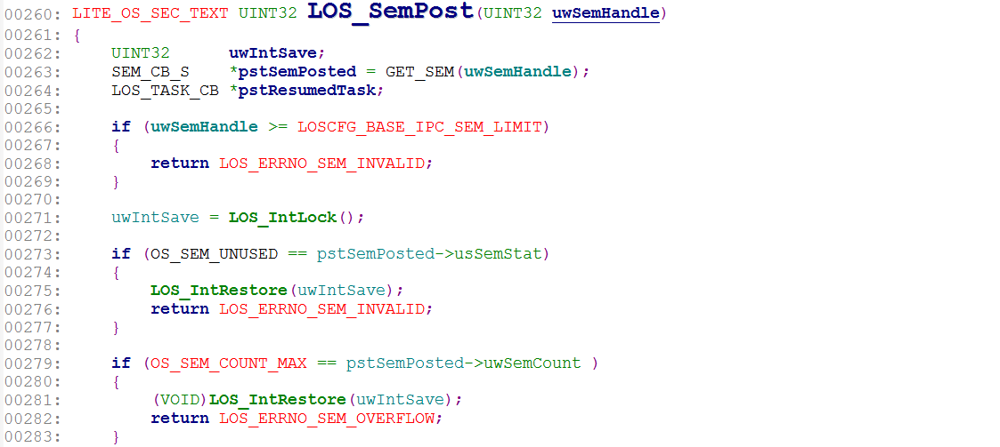 00260: LITE_OS_SEC_TEXT UINT32 LOS_SemPost(UINT32 uwSemHandle)
00261: {
00262:     UINT32      uwIntSave;
00263:     SEM_CB_S    *pstSemPosted = GET_SEM(uwSemHandle);
00264:     LOS_TASK_CB *pstResumedTask;
00265:
00266:     if (uwSemHandle >= LOSCFG_BASE_IPC_SEM_LIMIT)
00267:     {
00268:         return LOS_ERRNO_SEM_INVALID;
00269:     }
00270:
00271:     uwIntSave = LOS_IntLock();
00272:
00273:     if (OS_SEM_UNUSED == pstSemPosted->usSemStat)
00274:     {
00275:         LOS_IntRestore(uwIntSave);
00276:         return LOS_ERRNO_SEM_INVALID;
00277:     }
00278:
00279:     if (OS_SEM_COUNT_MAX == pstSemPosted->uwSemCount )
00280:     {
00281:         (VOID)LOS_IntRestore(uwIntSave);
00282:         return LOS_ERRNO_SEM_OVERFLOW;
00283:     }